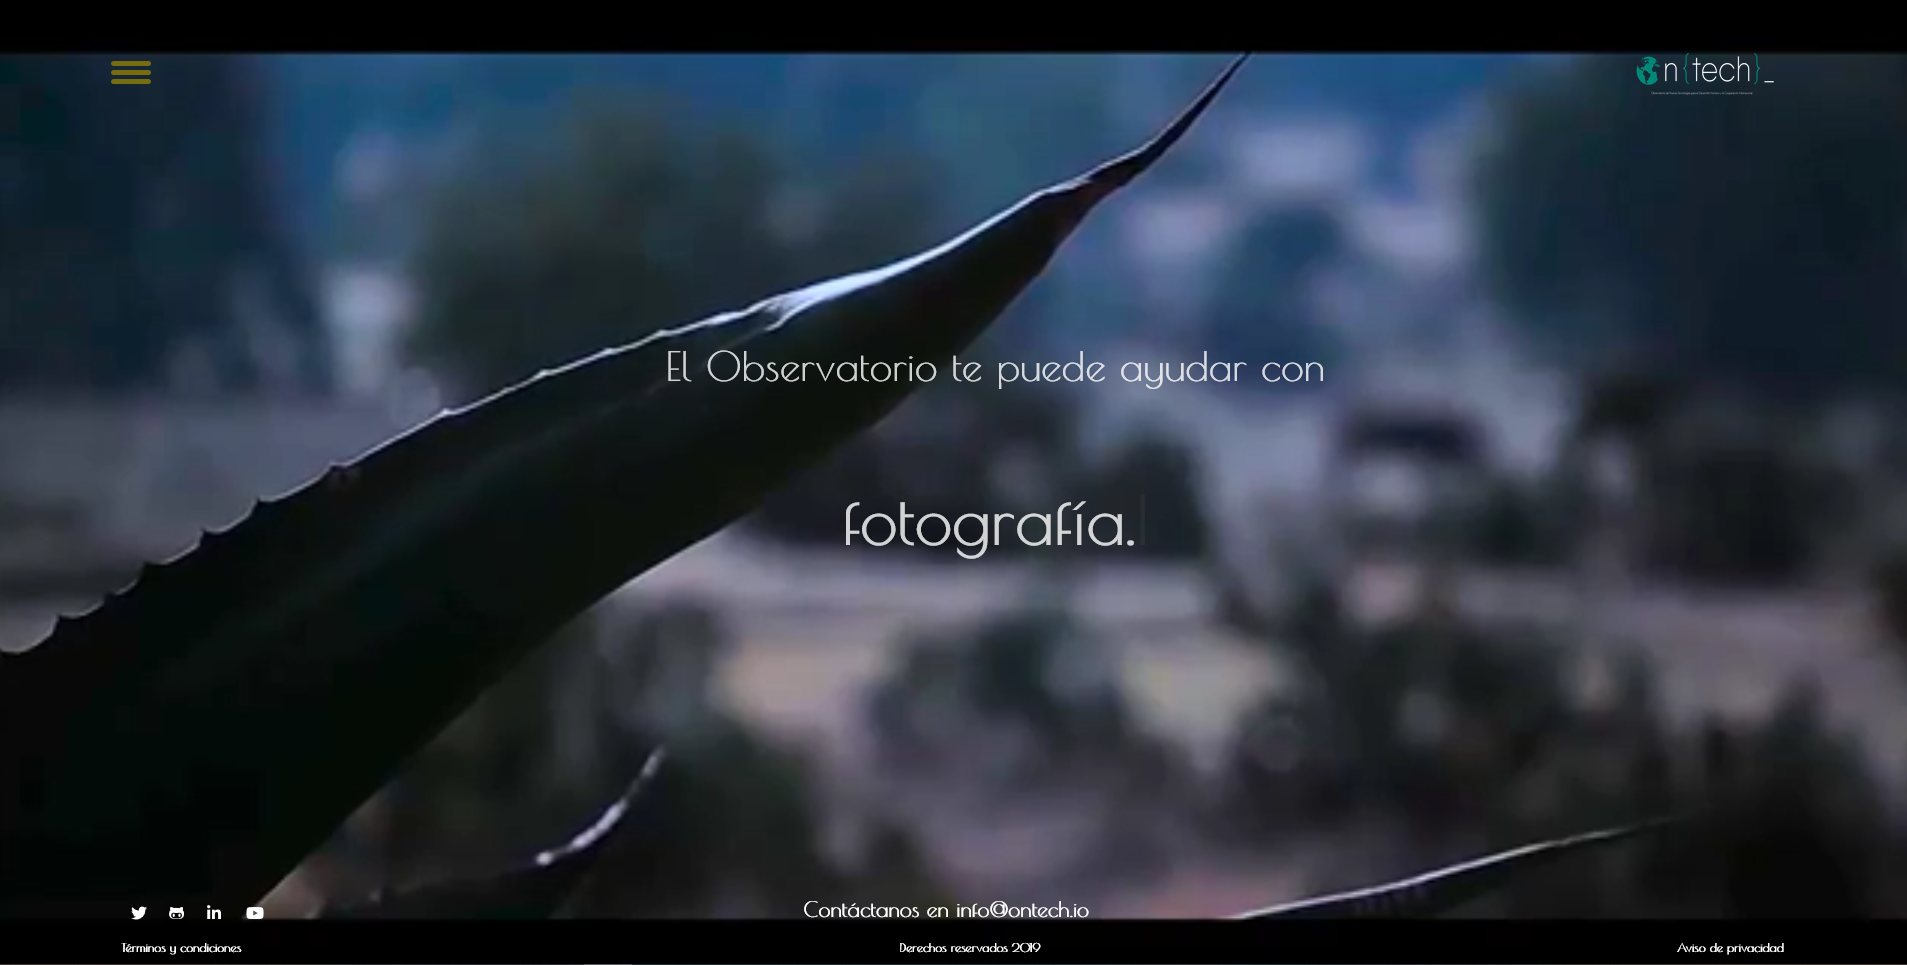 n{tech}_
El Observatorio te puede ayudar con
fotografía.
Contáctanos en info@ontech.io
Términos y condiciones
Derechos reservados 2019
Aviso de privacidad